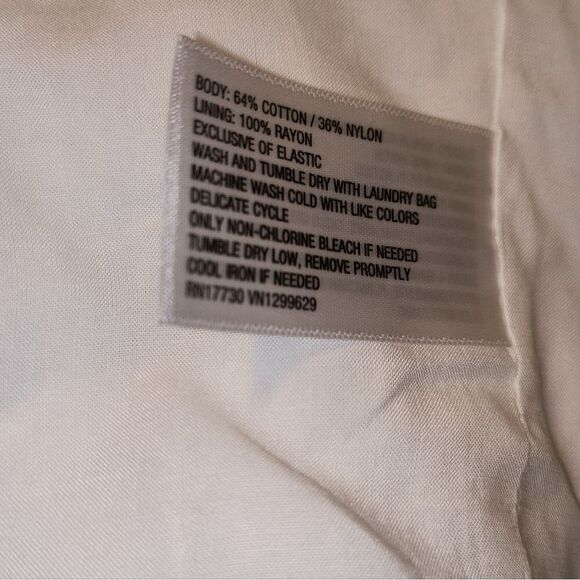 BODY: 64% COTTON / 36% NYLON
LINING: 100% RAYON
EXCLUSIVE OF ELASTIC
WASH AND TUMBLE DRY WITH LAUNDRY BAG
MACHINE WASH COLD WITH LIKE COLORS
DELICATE CYCLE
ONLY NON-CHLORINE BLEACH IF NEEDED
TUMBLE DRY LOW, REMOVE PROMPTLY
COOL IRON IF NEEDED
RN17730 VN1299629